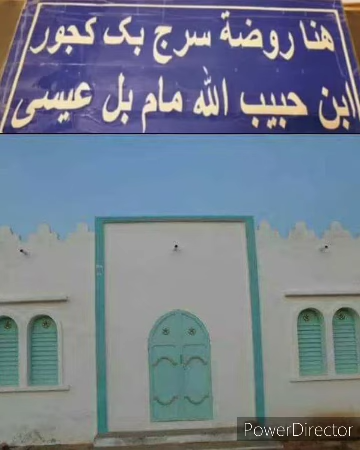 هنا روضة سرج بك كجور
ابن حبيب الله مام بل عيسى
PowerDirector